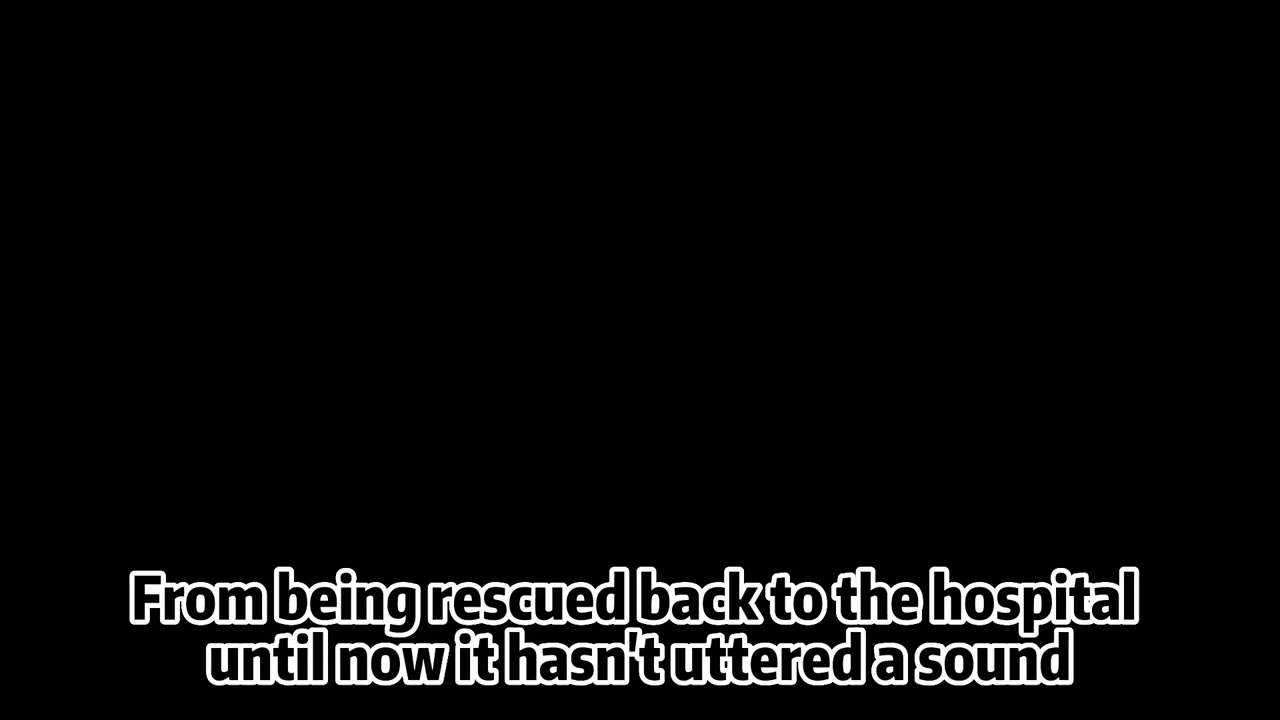 From being rescued back to the hospital
until now it hasn't uttered a sound